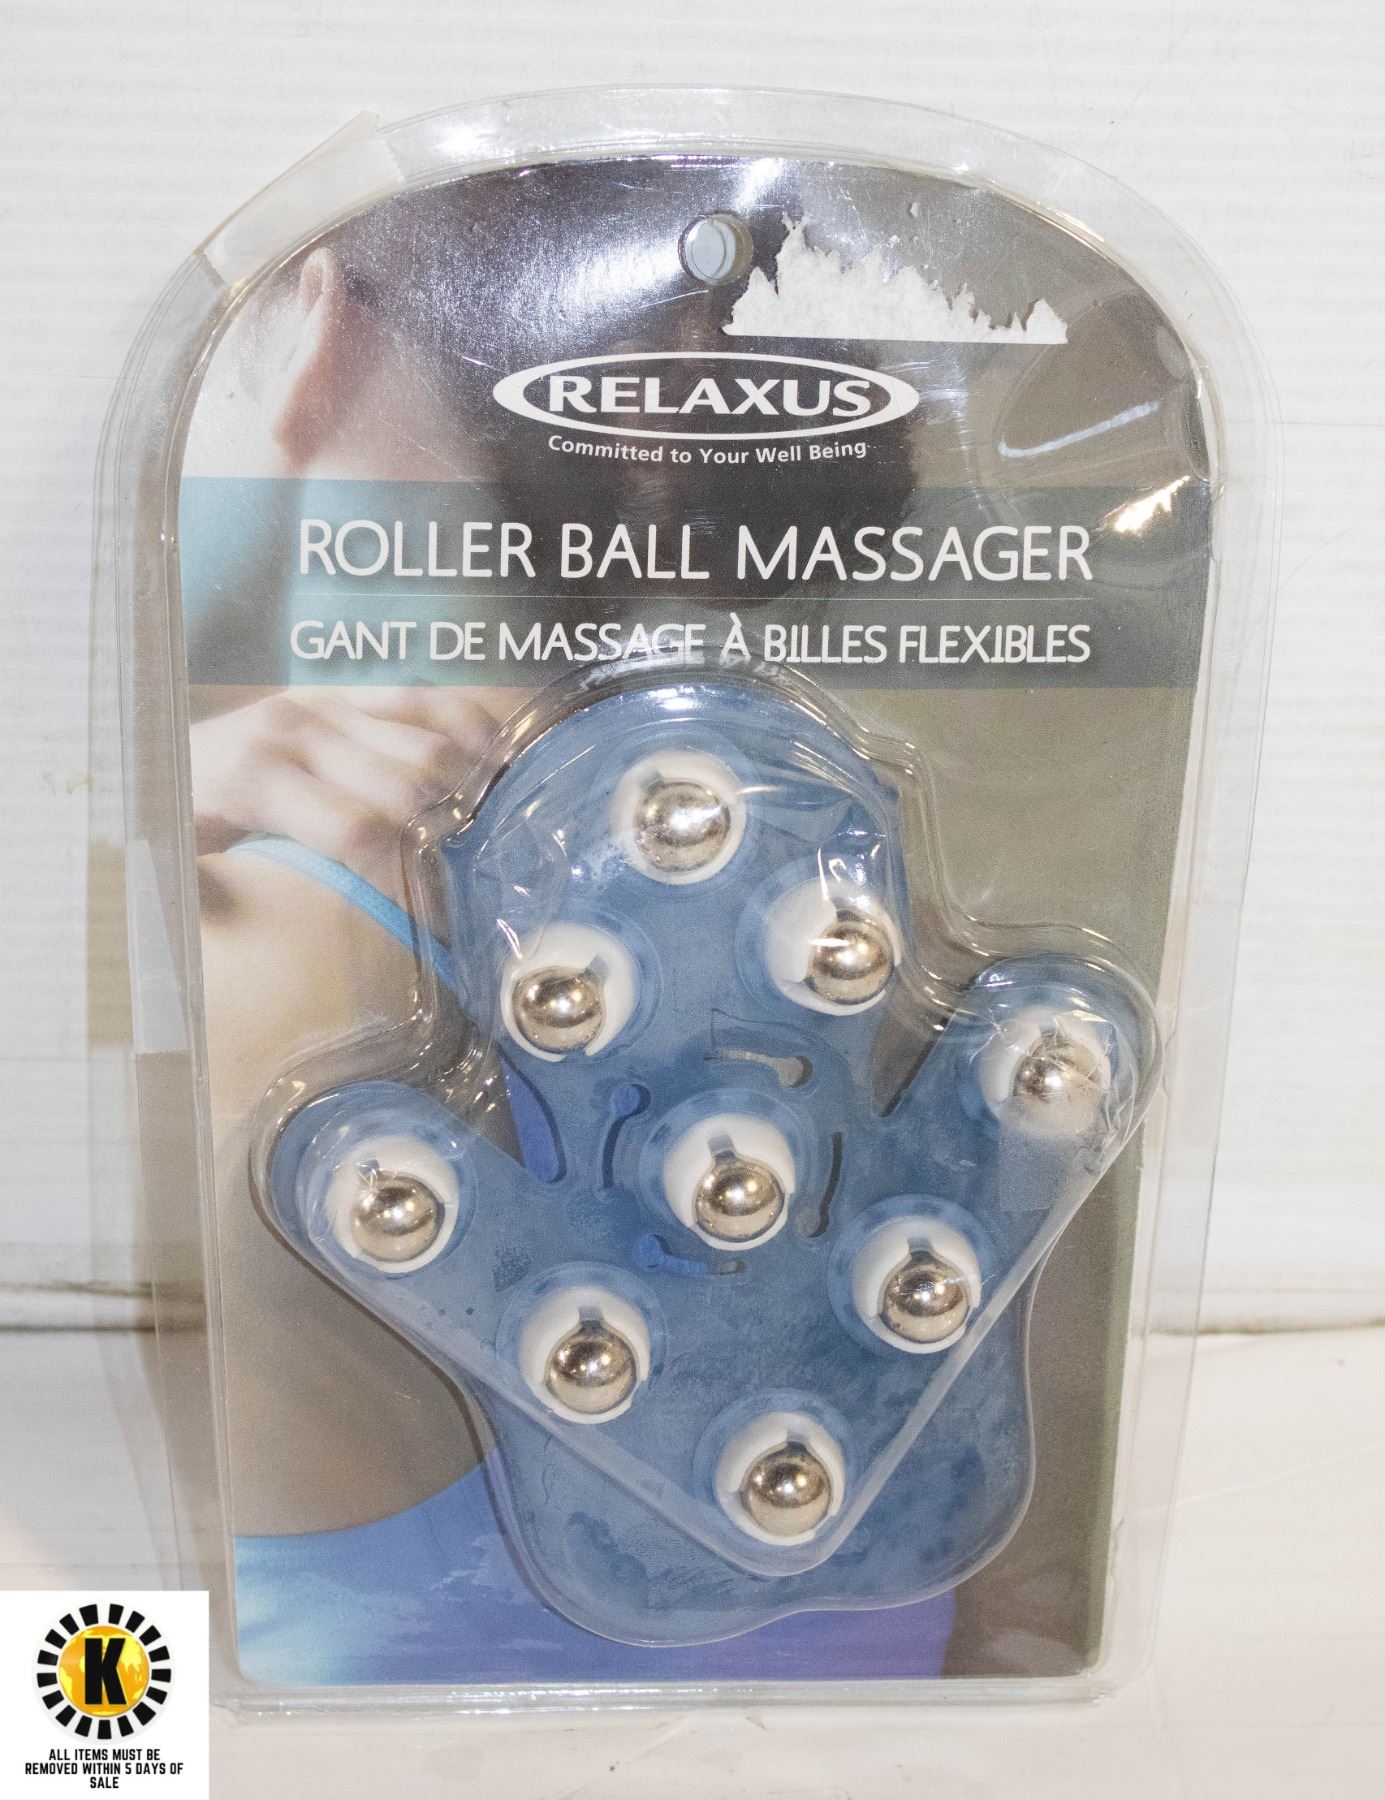 RELAXUS
Committed to Your Well Being
ROLLER BALL MASSAGER
GANT DE MASSAGE À BILLES FLEXIBLES
K
ALL ITEMS MUST BE
REMOVED WITHIN 5 DAYS OF
SALE